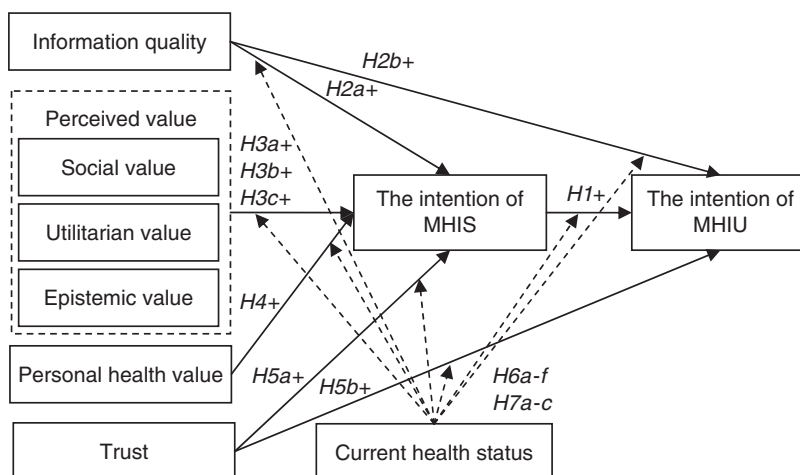 Information quality
H2b+
H2a+
Perceived value
Social value
Utilitarian value
Epistemic value
H3a+
H3b+
H3c+
The intention of
MHIS
H1+
The intention of
MHIU
H4+
Personal health value
H5a+
H5b+
H6a-f
H7a-c
Trust
Current health status